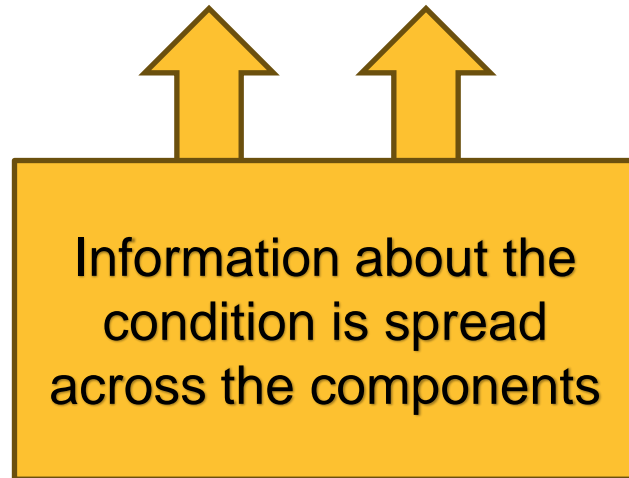 Information about the
condition is spread
across the components